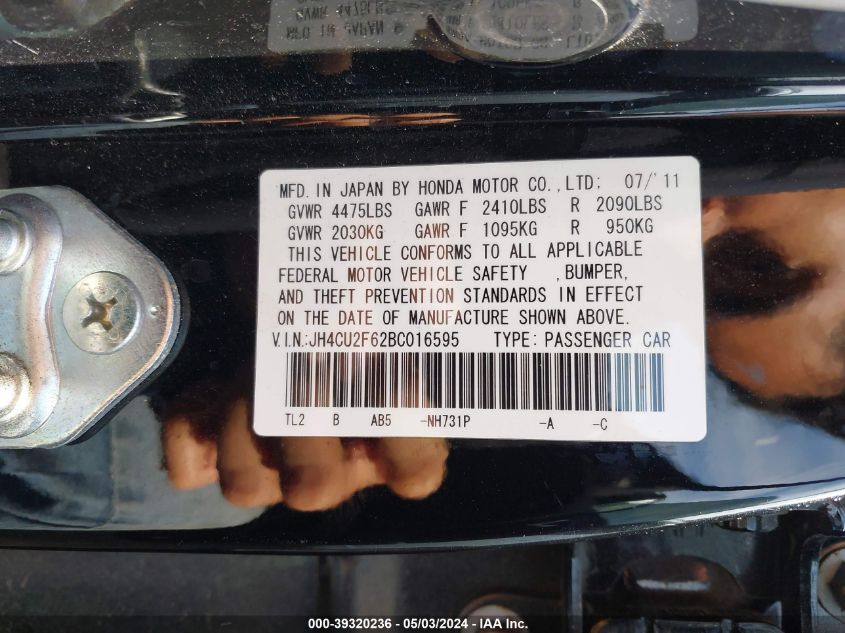 MFD. IN JAPAN BY HONDA MOTOR CO.,LTD; 07/'11
GVWR 4475LBS GAWR F 2410LBS R 2090LBS
GVWR 2030KG GAWR F 1095KG R 950KG
THIS VEHICLE CONFORMS TO ALL APPLICABLE
FEDERAL MOTOR VEHICLE SAFETY ,BUMPER,
AND THEFT PREVENTION STANDARDS IN EFFECT
ON THE DATE OF MANUFACTURE SHOWN ABOVE.
V.I.N:JH4CU2F62BC016595 TYPE: PASSENGER CAR
TL2 B AB5 -NH731P -A -C
000-39320236 - 05/03/2024 - IAA Inc.